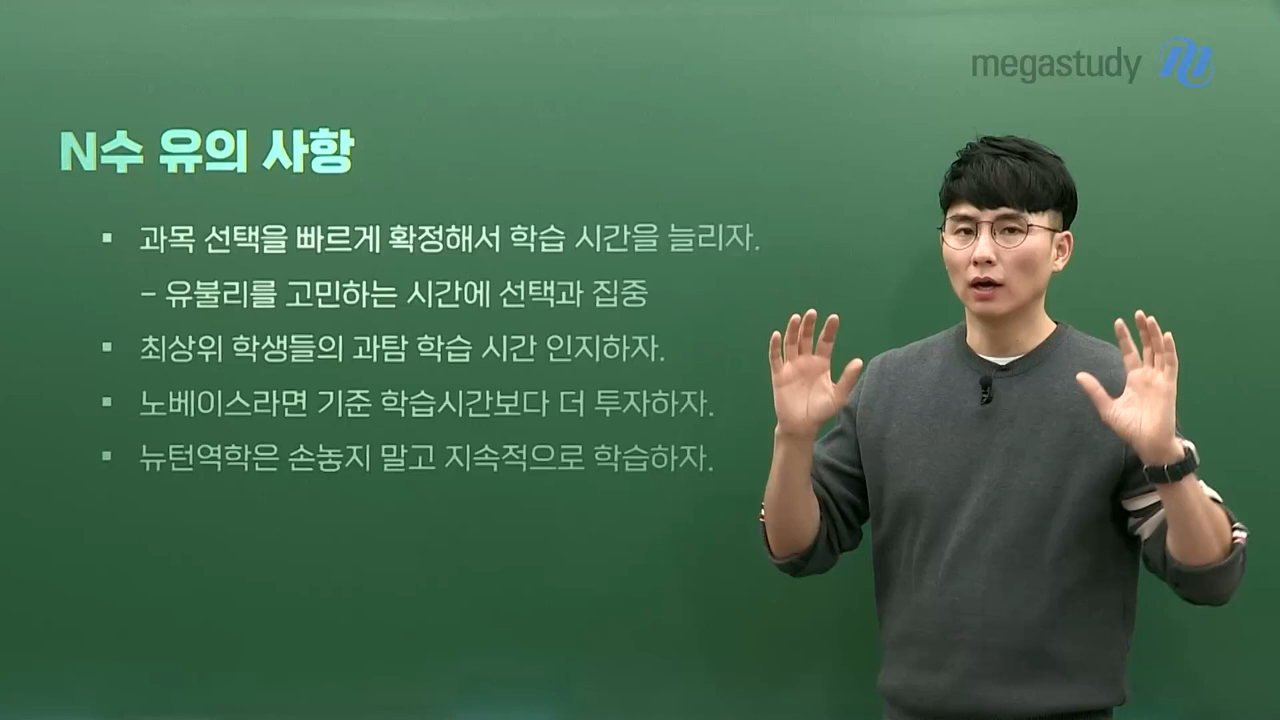 megastudy
N수 유의 사항
▪ 과목 선택을 빠르게 확정해서 학습 시간을 늘리자.
– 유불리를 고민하는 시간에 선택과 집중
▪ 최상위 학생들의 과탐 학습 시간 인지하자.
▪ 노베이스라면 기준 학습시간보다 더 투자하자.
▪ 뉴턴역학은 손놓지 말고 지속적으로 학습하자.